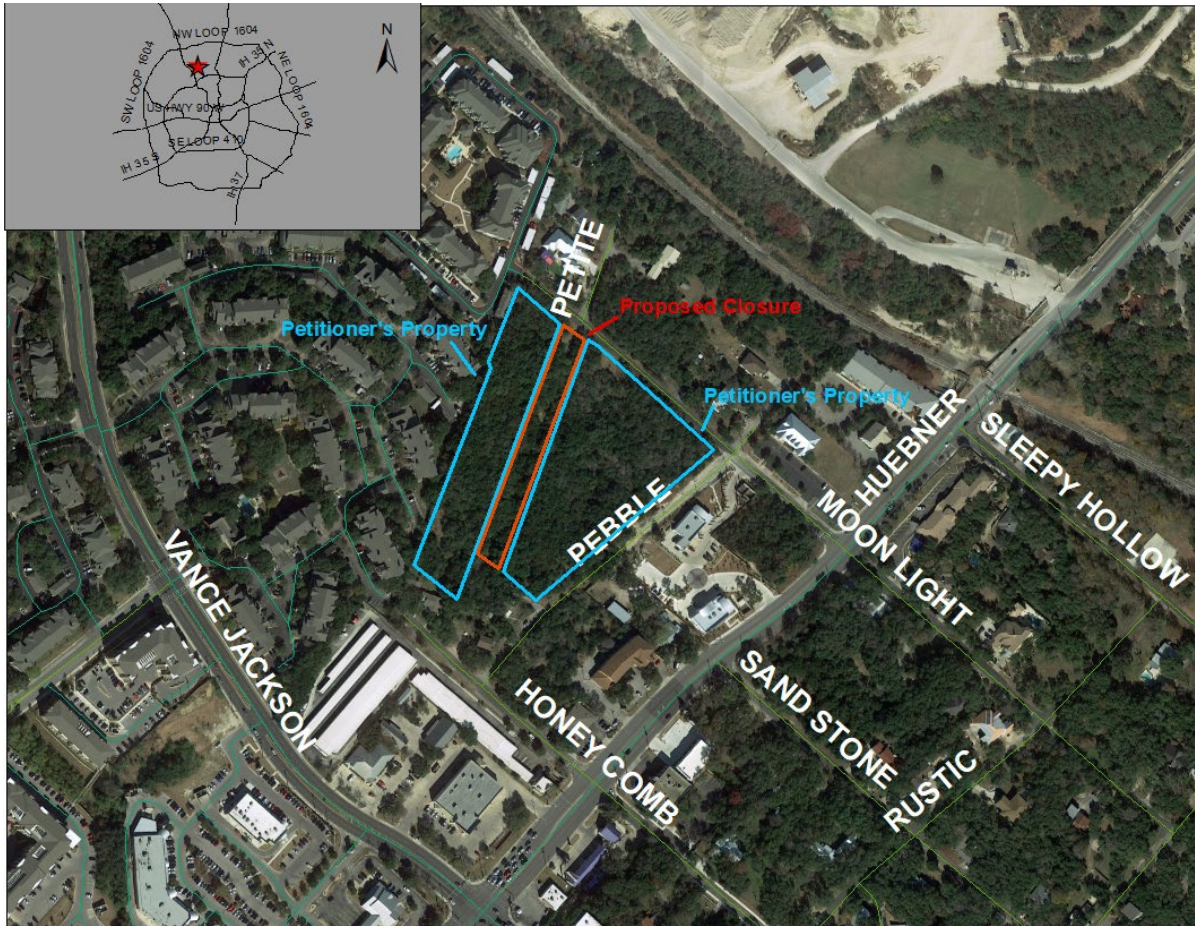 NW LOOP 1604
N
SW LOOP 1604
IH 35 N
NE LOOP 1604
US HWY 90 W
SE LOOP 410
IH 35 S
IH 37
PETITE
Proposed Closure
Petitioner's Property
Petitioner's Property
HUEBNER
SLEEPY HOLLOW
PEBBLE
MOON LIGHT
VANCE JACKSON
SAND STONE
HONEY COMB
RUSTIC